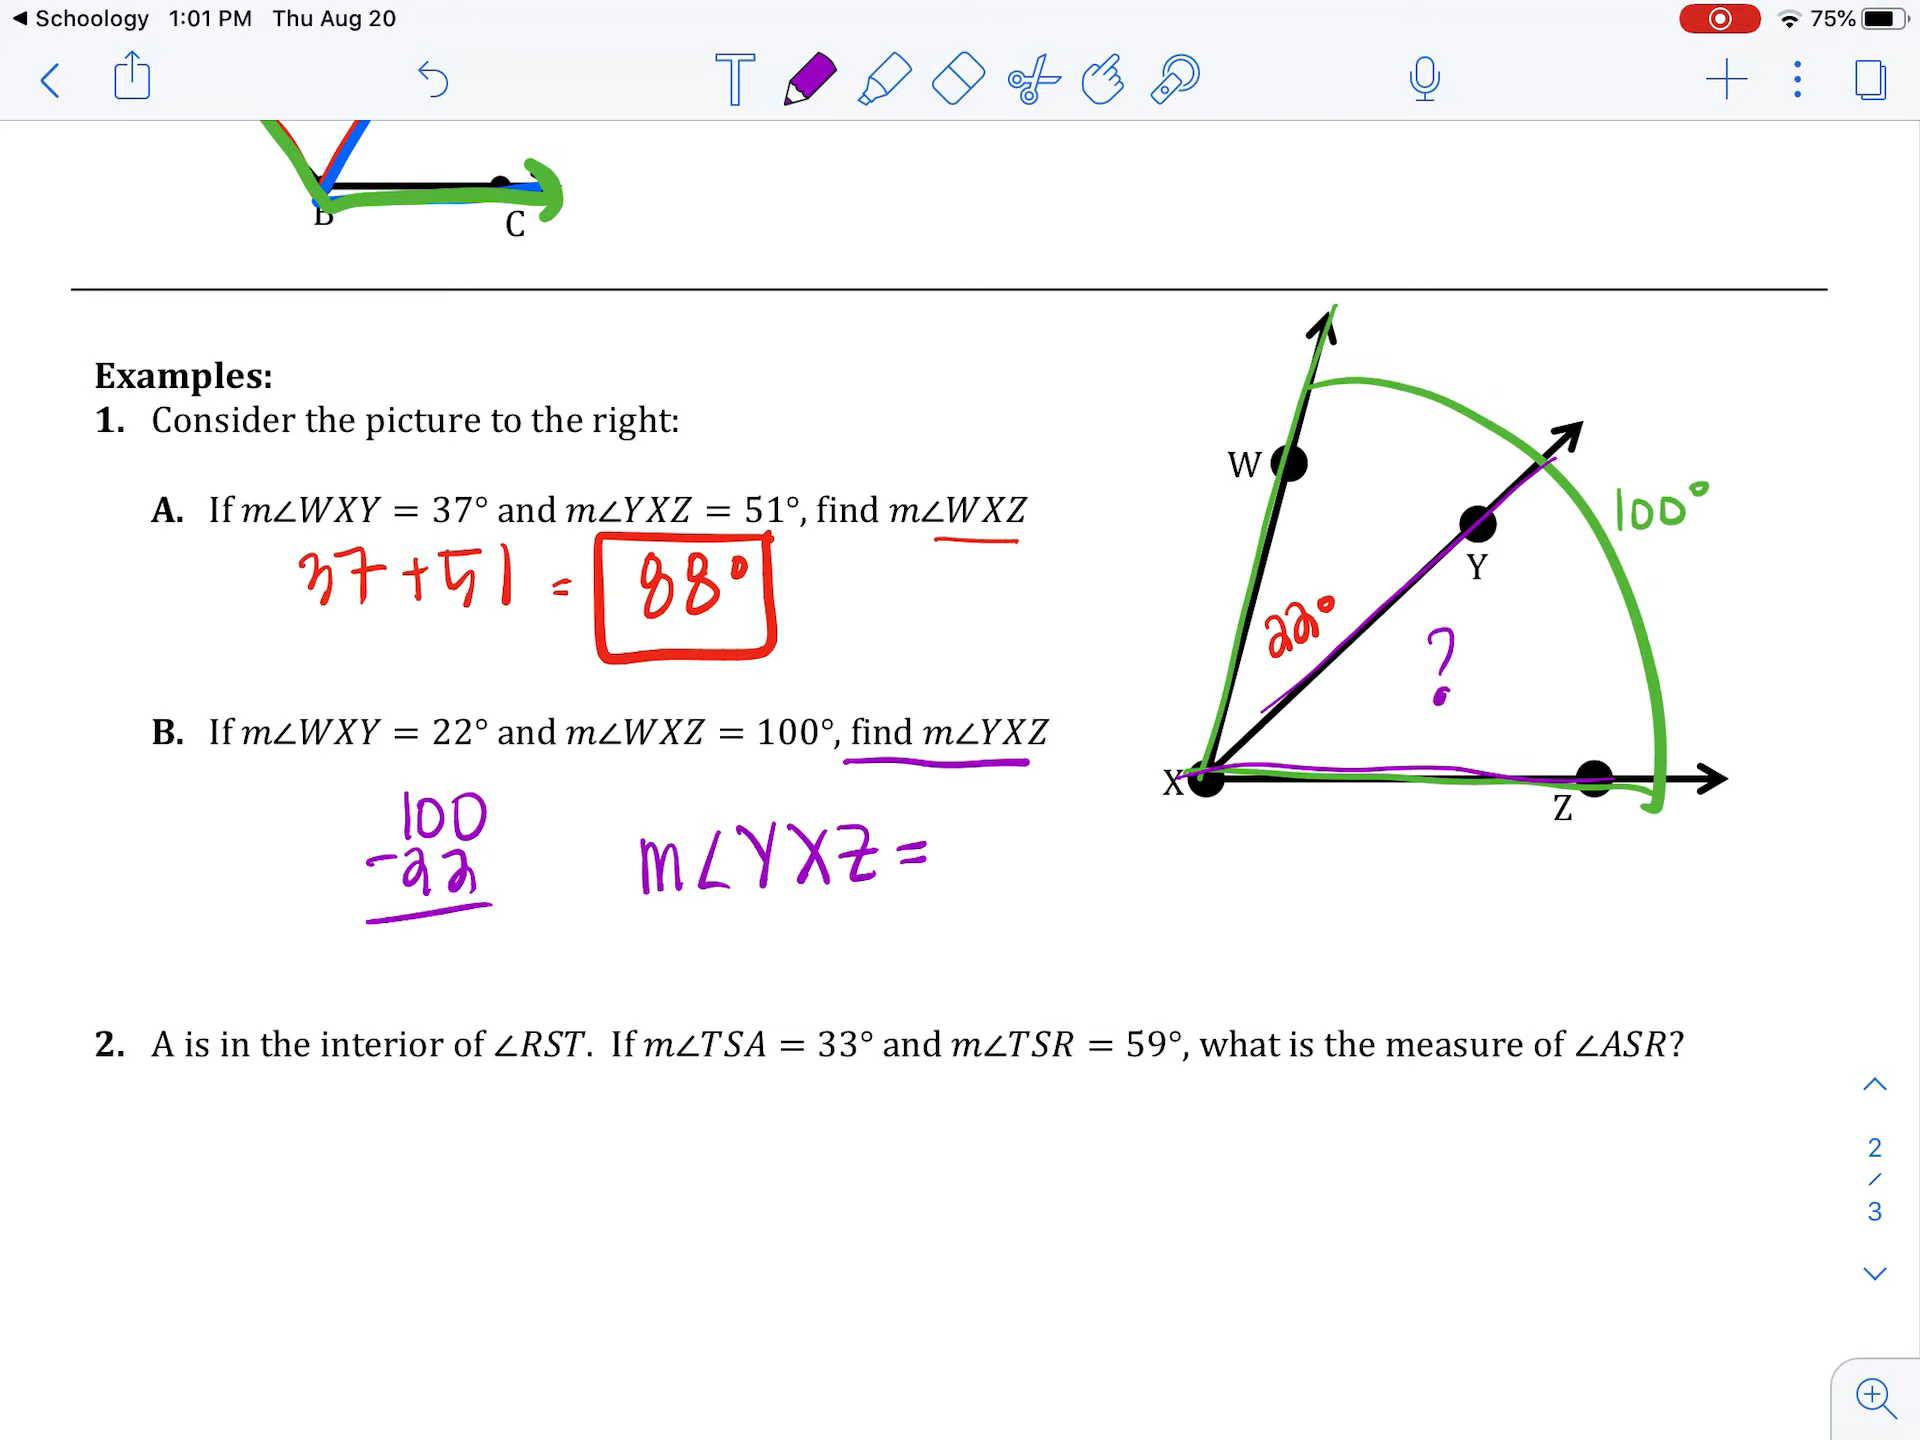 ◀ Schoology 1:01 PM Thu Aug 20 75%
T
B
C
Examples:
1. Consider the picture to the right:
W
100°
A. If m∠WXY = 37° and m∠YXZ = 51°, find m∠WXZ
Y
37 + 51 = 88°
22°
?
B. If m∠WXY = 22° and m∠WXZ = 100°, find m∠YXZ
X
Z
100
-22
m∠YXZ =
2. A is in the interior of ∠RST. If m∠TSA = 33° and m∠TSR = 59°, what is the measure of ∠ASR?
2
/
3